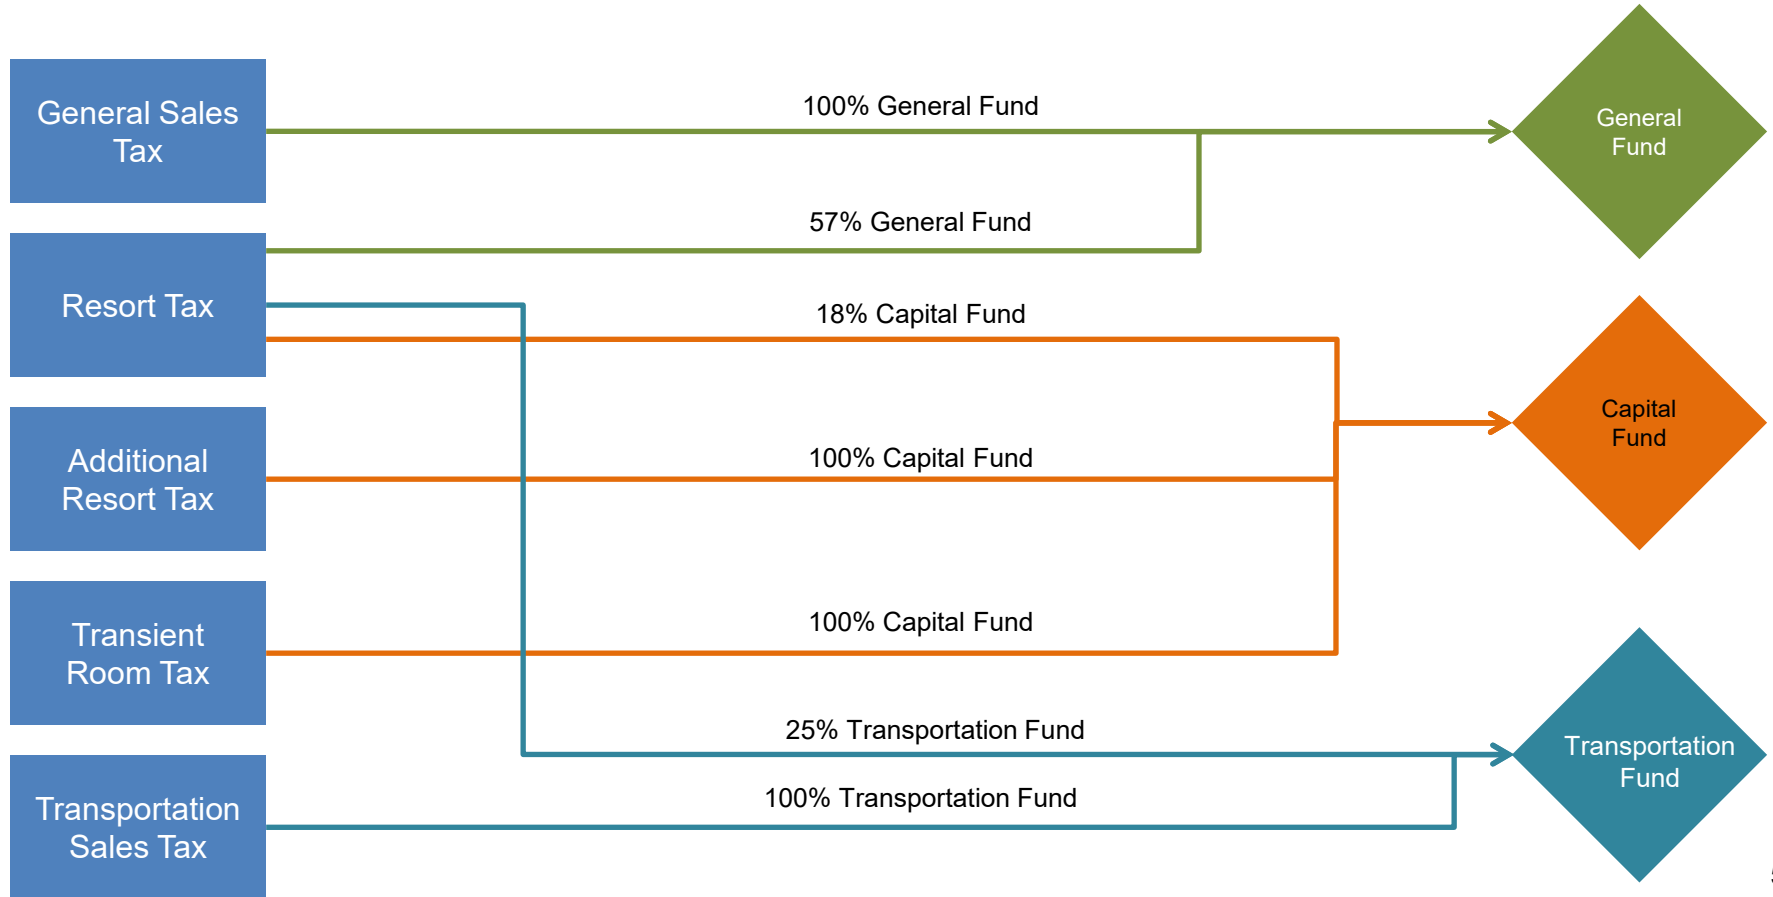 General Sales
Tax
100% General Fund
General
Fund
57% General Fund
Resort Tax
18% Capital Fund
Capital
Fund
Additional
Resort Tax
100% Capital Fund
Transient
Room Tax
100% Capital Fund
25% Transportation Fund
Transportation
Fund
Transportation
Sales Tax
100% Transportation Fund